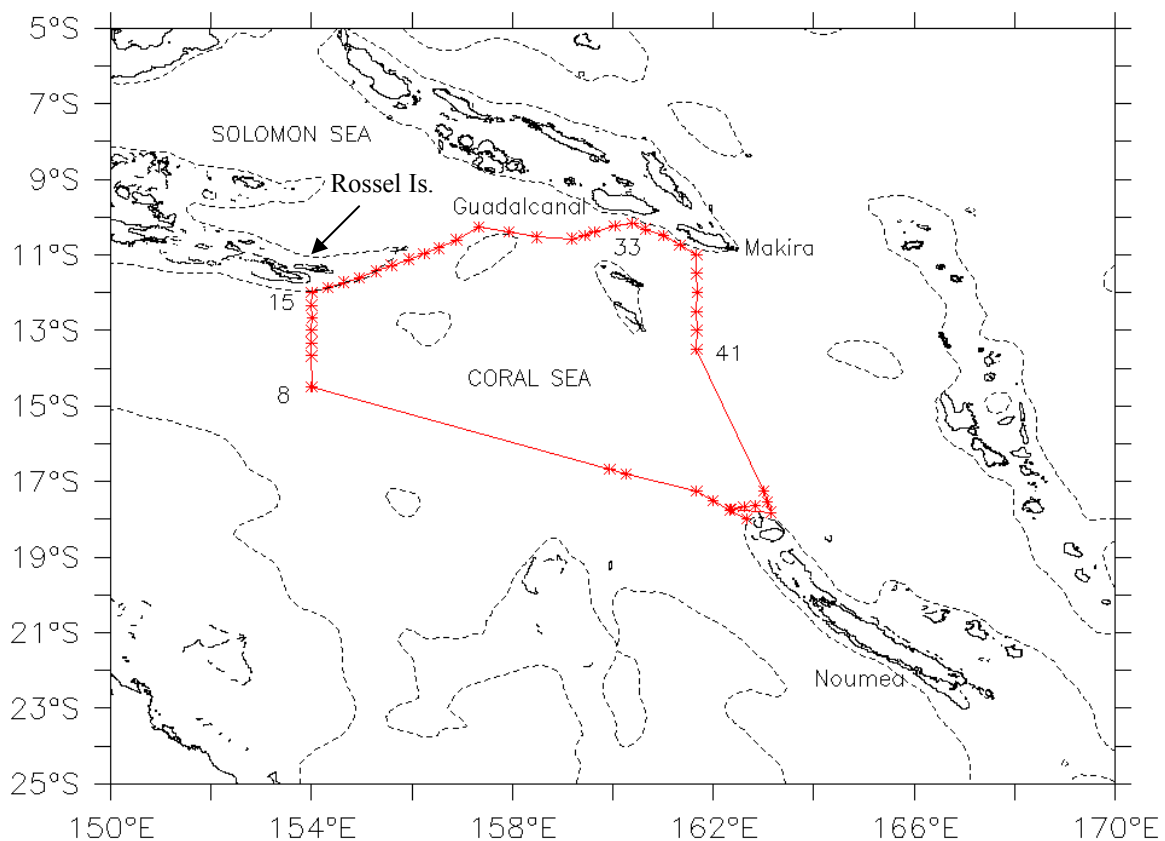 5°S
7°S
SOLOMON SEA
9°S
Rossel Is.
Guadalcanal
33
Makira
11°S
15
13°S
41
CORAL SEA
8
15°S
17°S
19°S
21°S
Noumea
23°S
25°S
150°E 154°E 158°E 162°E 166°E 170°E